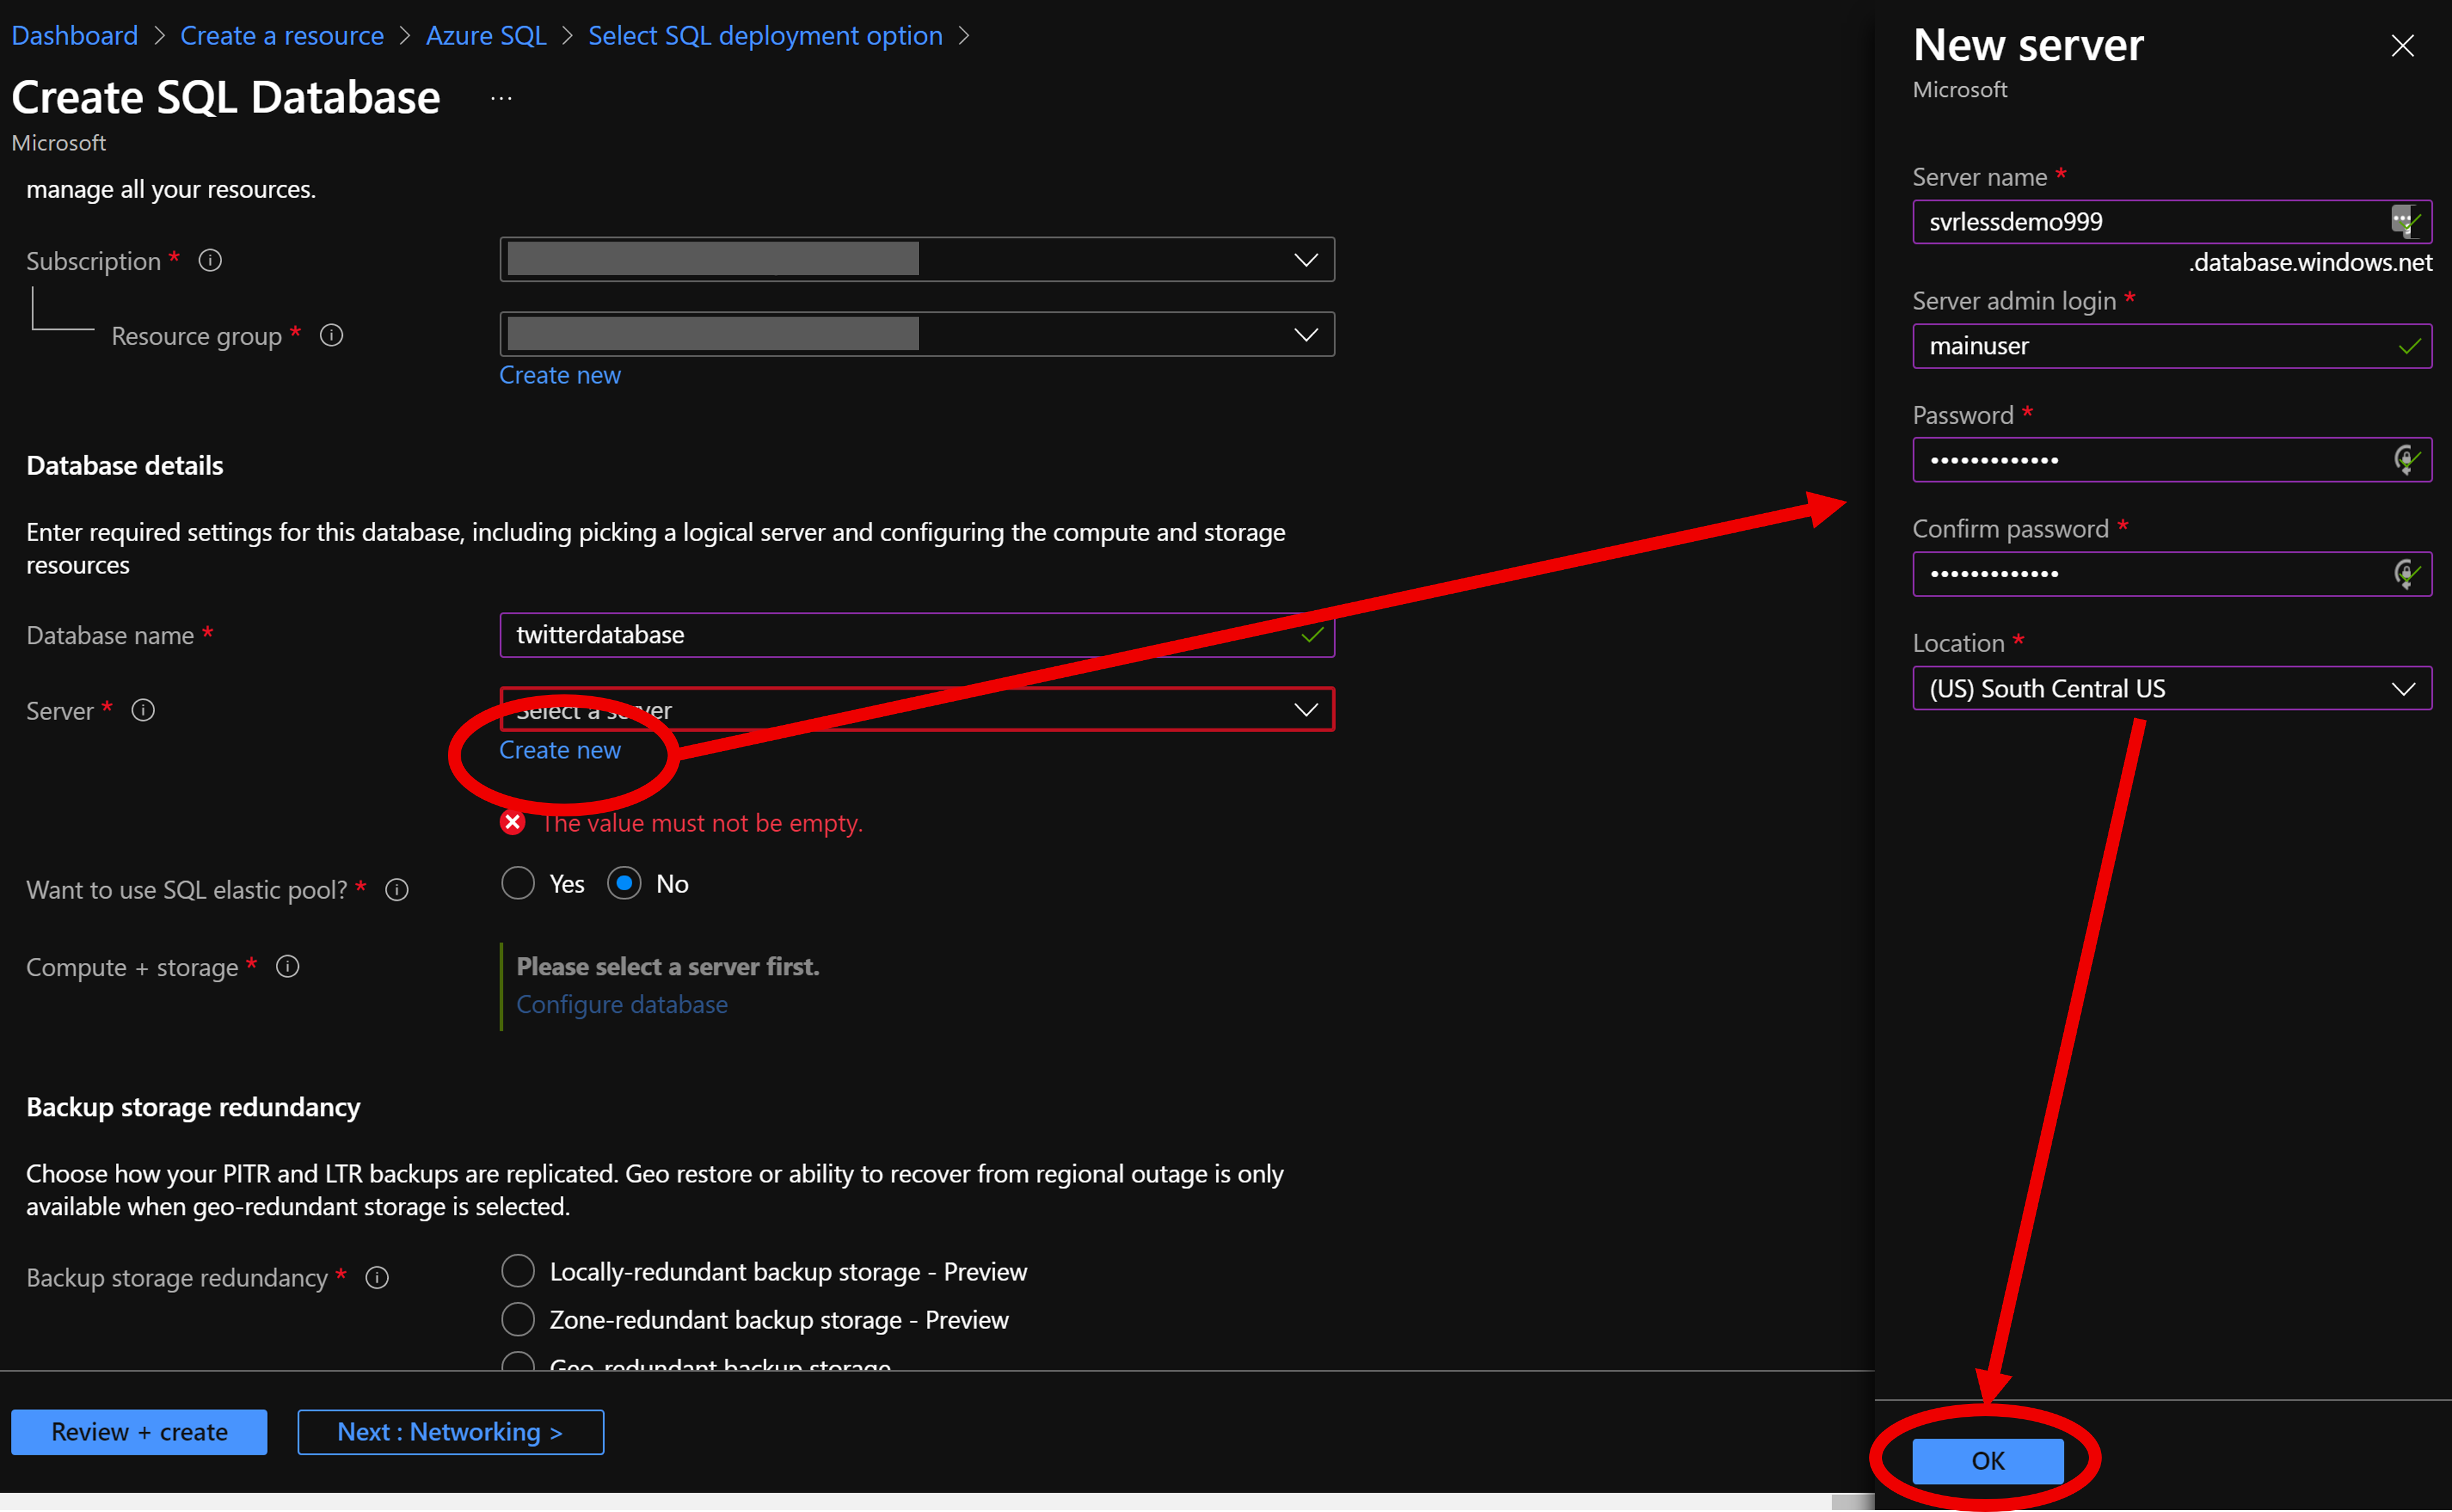 Dashboard > Create a resource > Azure SQL > Select SQL deployment option >
Create SQL Database ...
Microsoft
manage all your resources.
Subscription *
Resource group *
Create new
Database details
Enter required settings for this database, including picking a logical server and configuring the compute and storage
resources
Database name *
twitterdatabase
Server *
Select a server
Create new
The value must not be empty.
Want to use SQL elastic pool? *
Yes No
Compute + storage *
Please select a server first.
Configure database
Backup storage redundancy
Choose how your PITR and LTR backups are replicated. Geo restore or ability to recover from regional outage is only
available when geo-redundant storage is selected.
Backup storage redundancy *
Locally-redundant backup storage - Preview
Zone-redundant backup storage - Preview
Geo-redundant backup storage
Review + create
Next : Networking >
New server
Microsoft
Server name *
svrlessdemo999
.database.windows.net
Server admin login *
mainuser
Password *
•••••••••••••
Confirm password *
•••••••••••••
Location *
(US) South Central US
OK